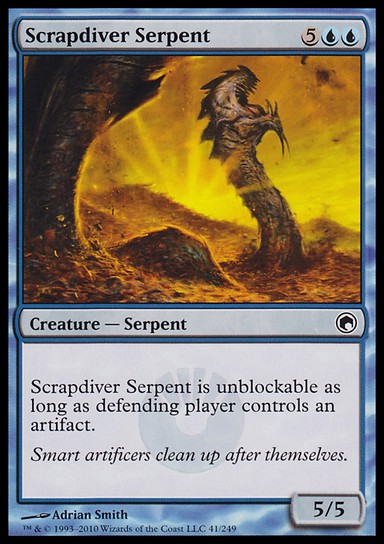 Scrapdiver Serpent 5
Creature — Serpent
Scrapdiver Serpent is unblockable as
long as defending player controls an
artifact.
Smart artificers clean up after themselves.
Adrian Smith
™ & © 1993–2010 Wizards of the Coast LLC 41/249
5/5